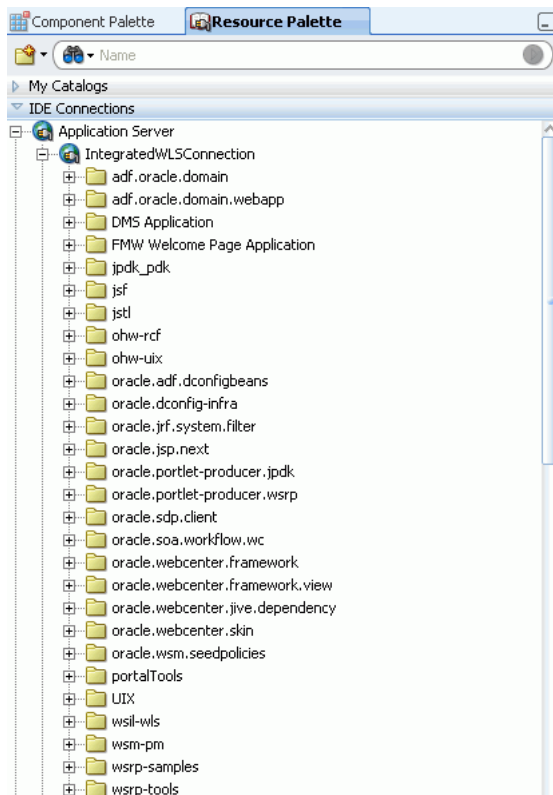 Component Palette Resource Palette
Name
My Catalogs
IDE Connections
Application Server
IntegratedWLSConnection
adf.oracle.domain
adf.oracle.domain.webapp
DMS Application
FMW Welcome Page Application
jpdk_pdk
jsf
jstl
ohw-rcf
ohw-uix
oracle.adf.dconfigbeans
oracle.dconfig-infra
oracle.jrf.system.filter
oracle.jsp.next
oracle.portlet-producer.jpdk
oracle.portlet-producer.wsrp
oracle.sdp.client
oracle.soa.workflow.wc
oracle.webcenter.framework
oracle.webcenter.framework.view
oracle.webcenter.jive.dependency
oracle.webcenter.skin
oracle.wsm.seedpolicies
portalTools
UIX
wsil-wls
wsm-pm
wsrp-samples
wsrp-tools